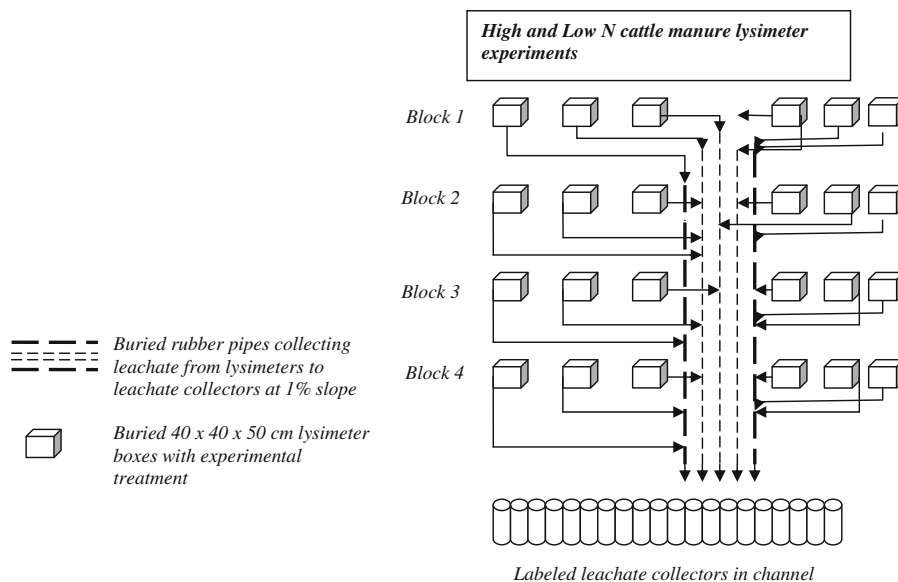 High and Low N cattle manure lysimeter
experiments
Block 1
Block 2
Block 3
Block 4
Buried rubber pipes collecting
leachate from lysimeters to
leachate collectors at 1% slope
Buried 40 x 40 x 50 cm lysimeter
boxes with experimental
treatment
Labeled leachate collectors in channel